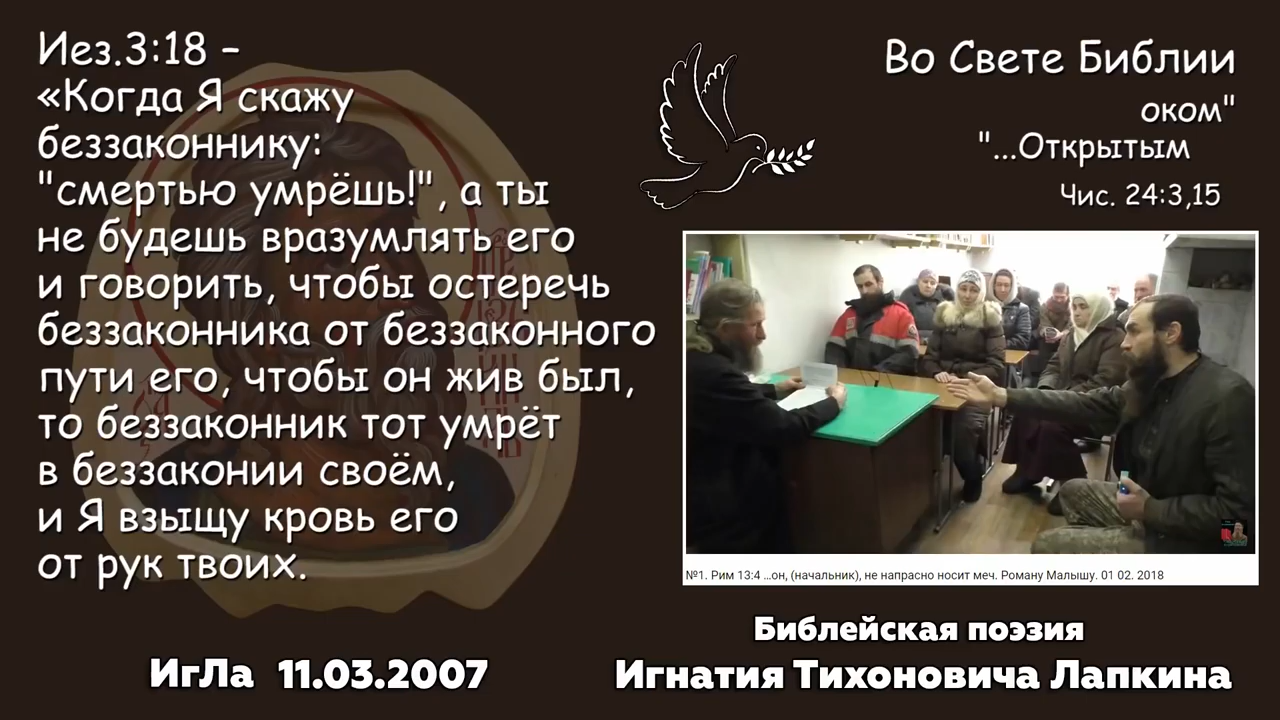 Иез.3:18 –
«Когда Я скажу
беззаконнику:
"смертью умрёшь!", а ты
не будешь вразумлять его
и говорить, чтобы остеречь
беззаконника от беззаконного
пути его, чтобы он жив был,
то беззаконник тот умрёт
в беззаконии своём,
и Я взыщу кровь его
от рук твоих.
ИгЛа 11.03.2007
Во Свете Библии
оком"
"...Открытым
Чис. 24:3,15
№1. Рим 13:4 ...он, (начальник), не напрасно носит меч. Роману Малышу. 01 02. 2018
Библейская поэзия
Игнатия Тихоновича Лапкина